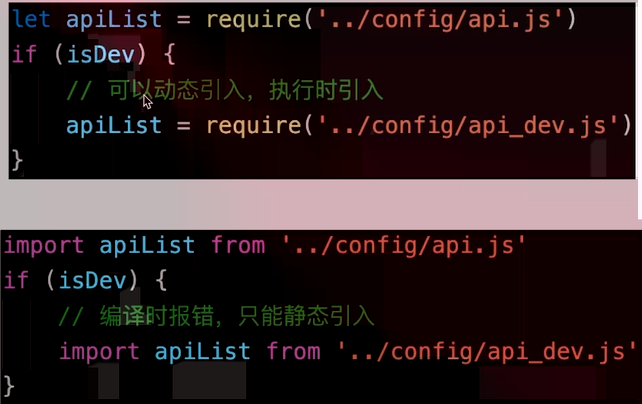 let apiList = require('../config/api.js')
if (isDev) {
// 可以动态引入，执行时引入
apiList = require('../config/api_dev.js')
}
import apiList from '../config/api.js'
if (isDev) {
// 编译时报错，只能静态引入
import apiList from '../config/api_dev.js'
}